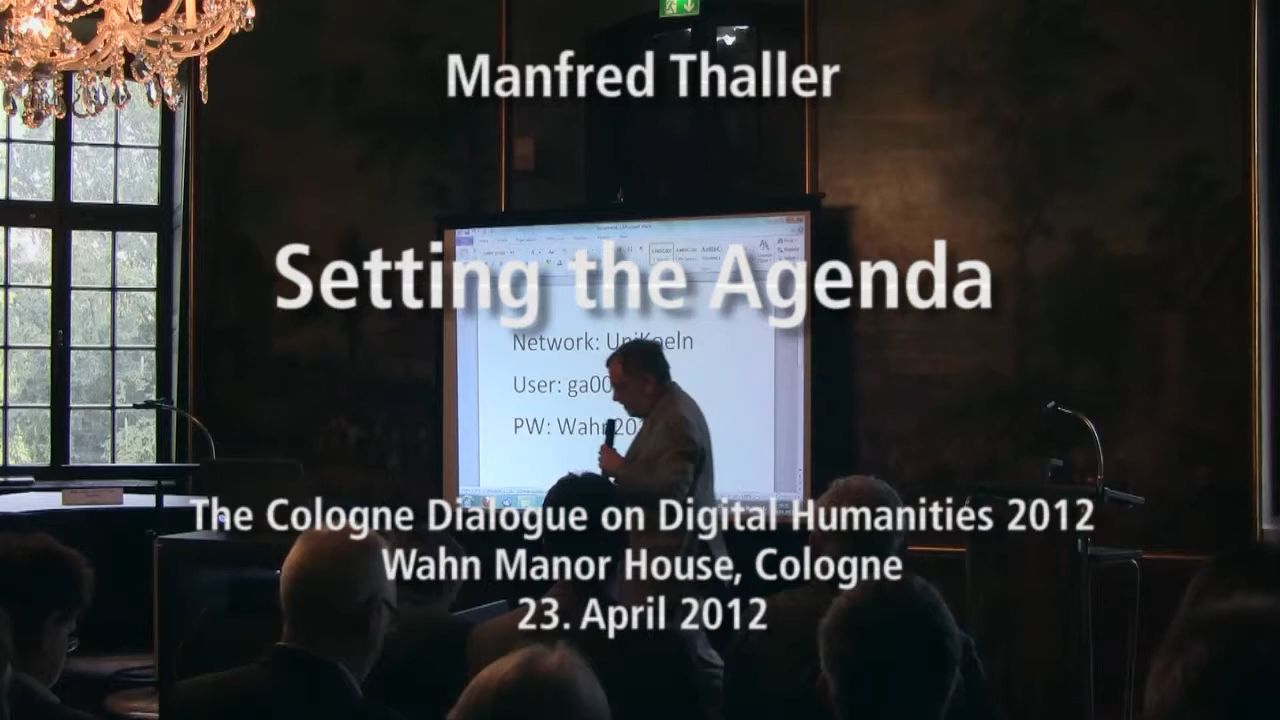 Manfred Thaller
Setting the Agenda
Network: UniKoeln
User: ga00
PW: Wahn20
The Cologne Dialogue on Digital Humanities 2012
Wahn Manor House, Cologne
23. April 2012